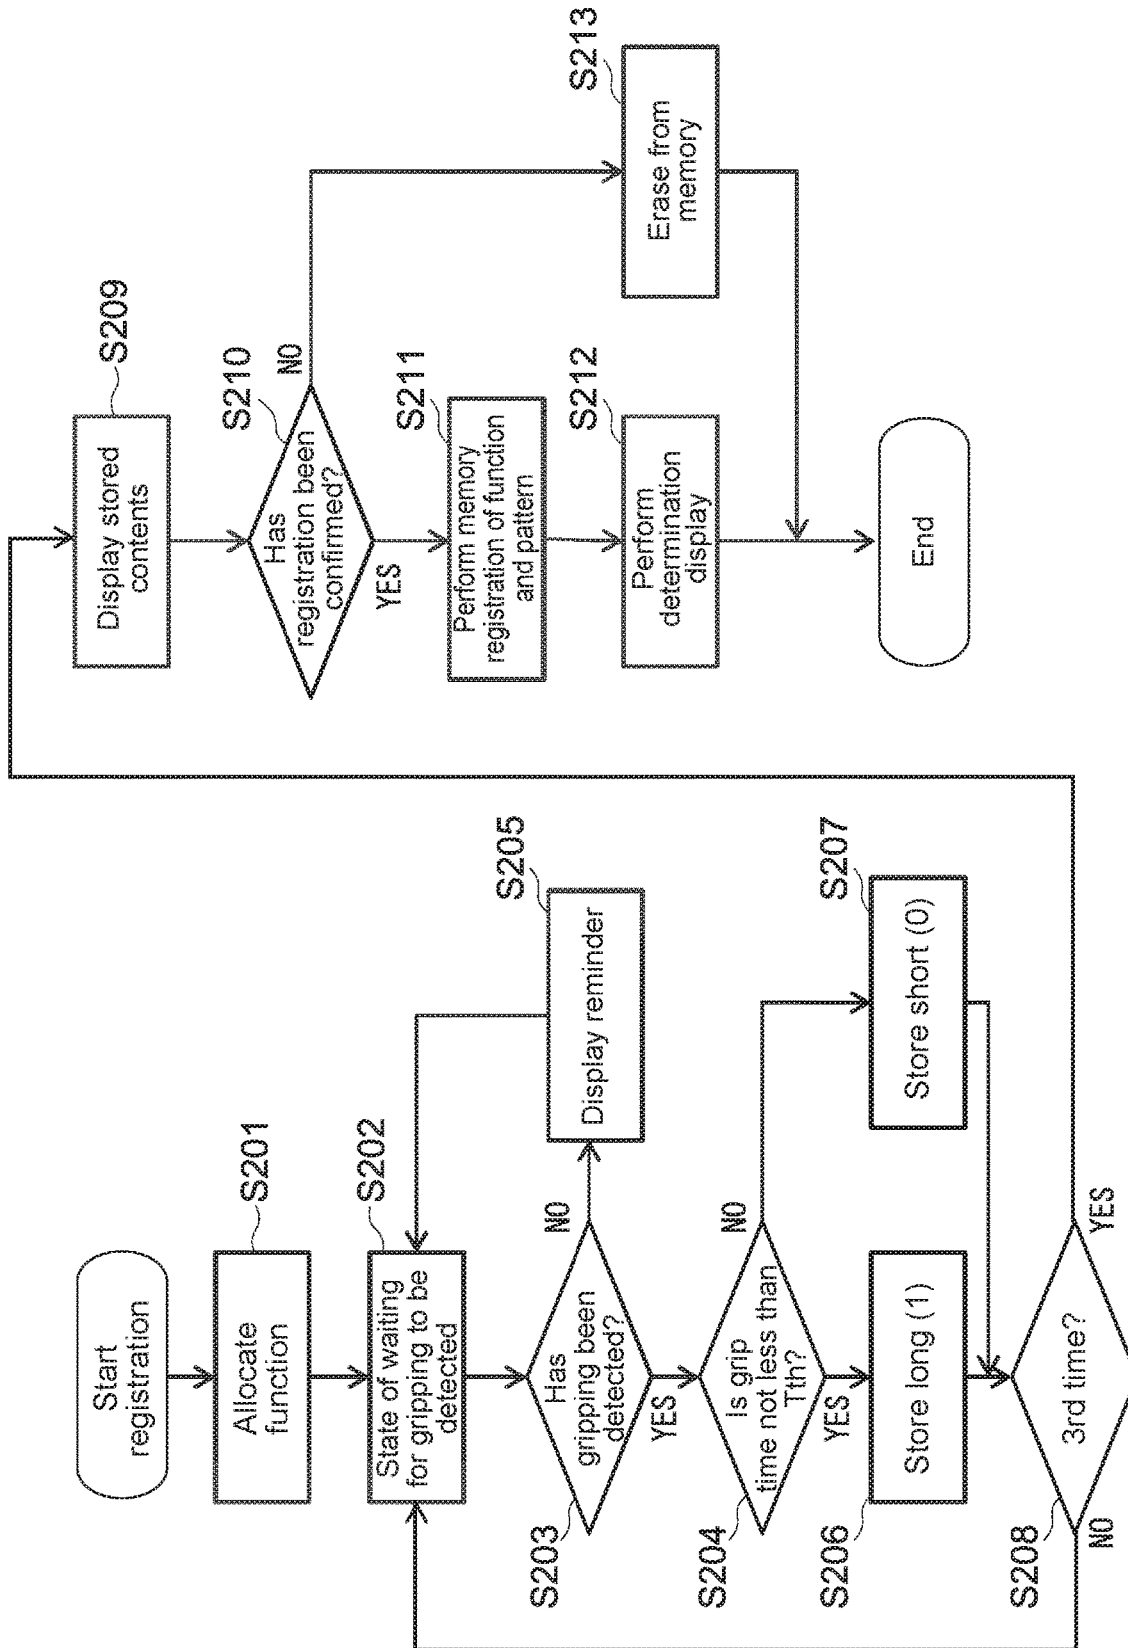 Start
registration
S201
Allocate
function
S202
State of waiting
for gripping to be
detected
S203
Has
gripping been
detected?
NO
YES
S205
Display reminder
S204
Is grip
time not less than
Tth?
NO
YES
S206
Store long (1)
S207
Store short (0)
S208
3rd time?
NO
YES
S209
Display stored
contents
S210
Has
registration been
confirmed?
NO
YES
S211
Perform memory
registration of function
and pattern
S212
Perform
determination
display
S213
Erase from
memory
End